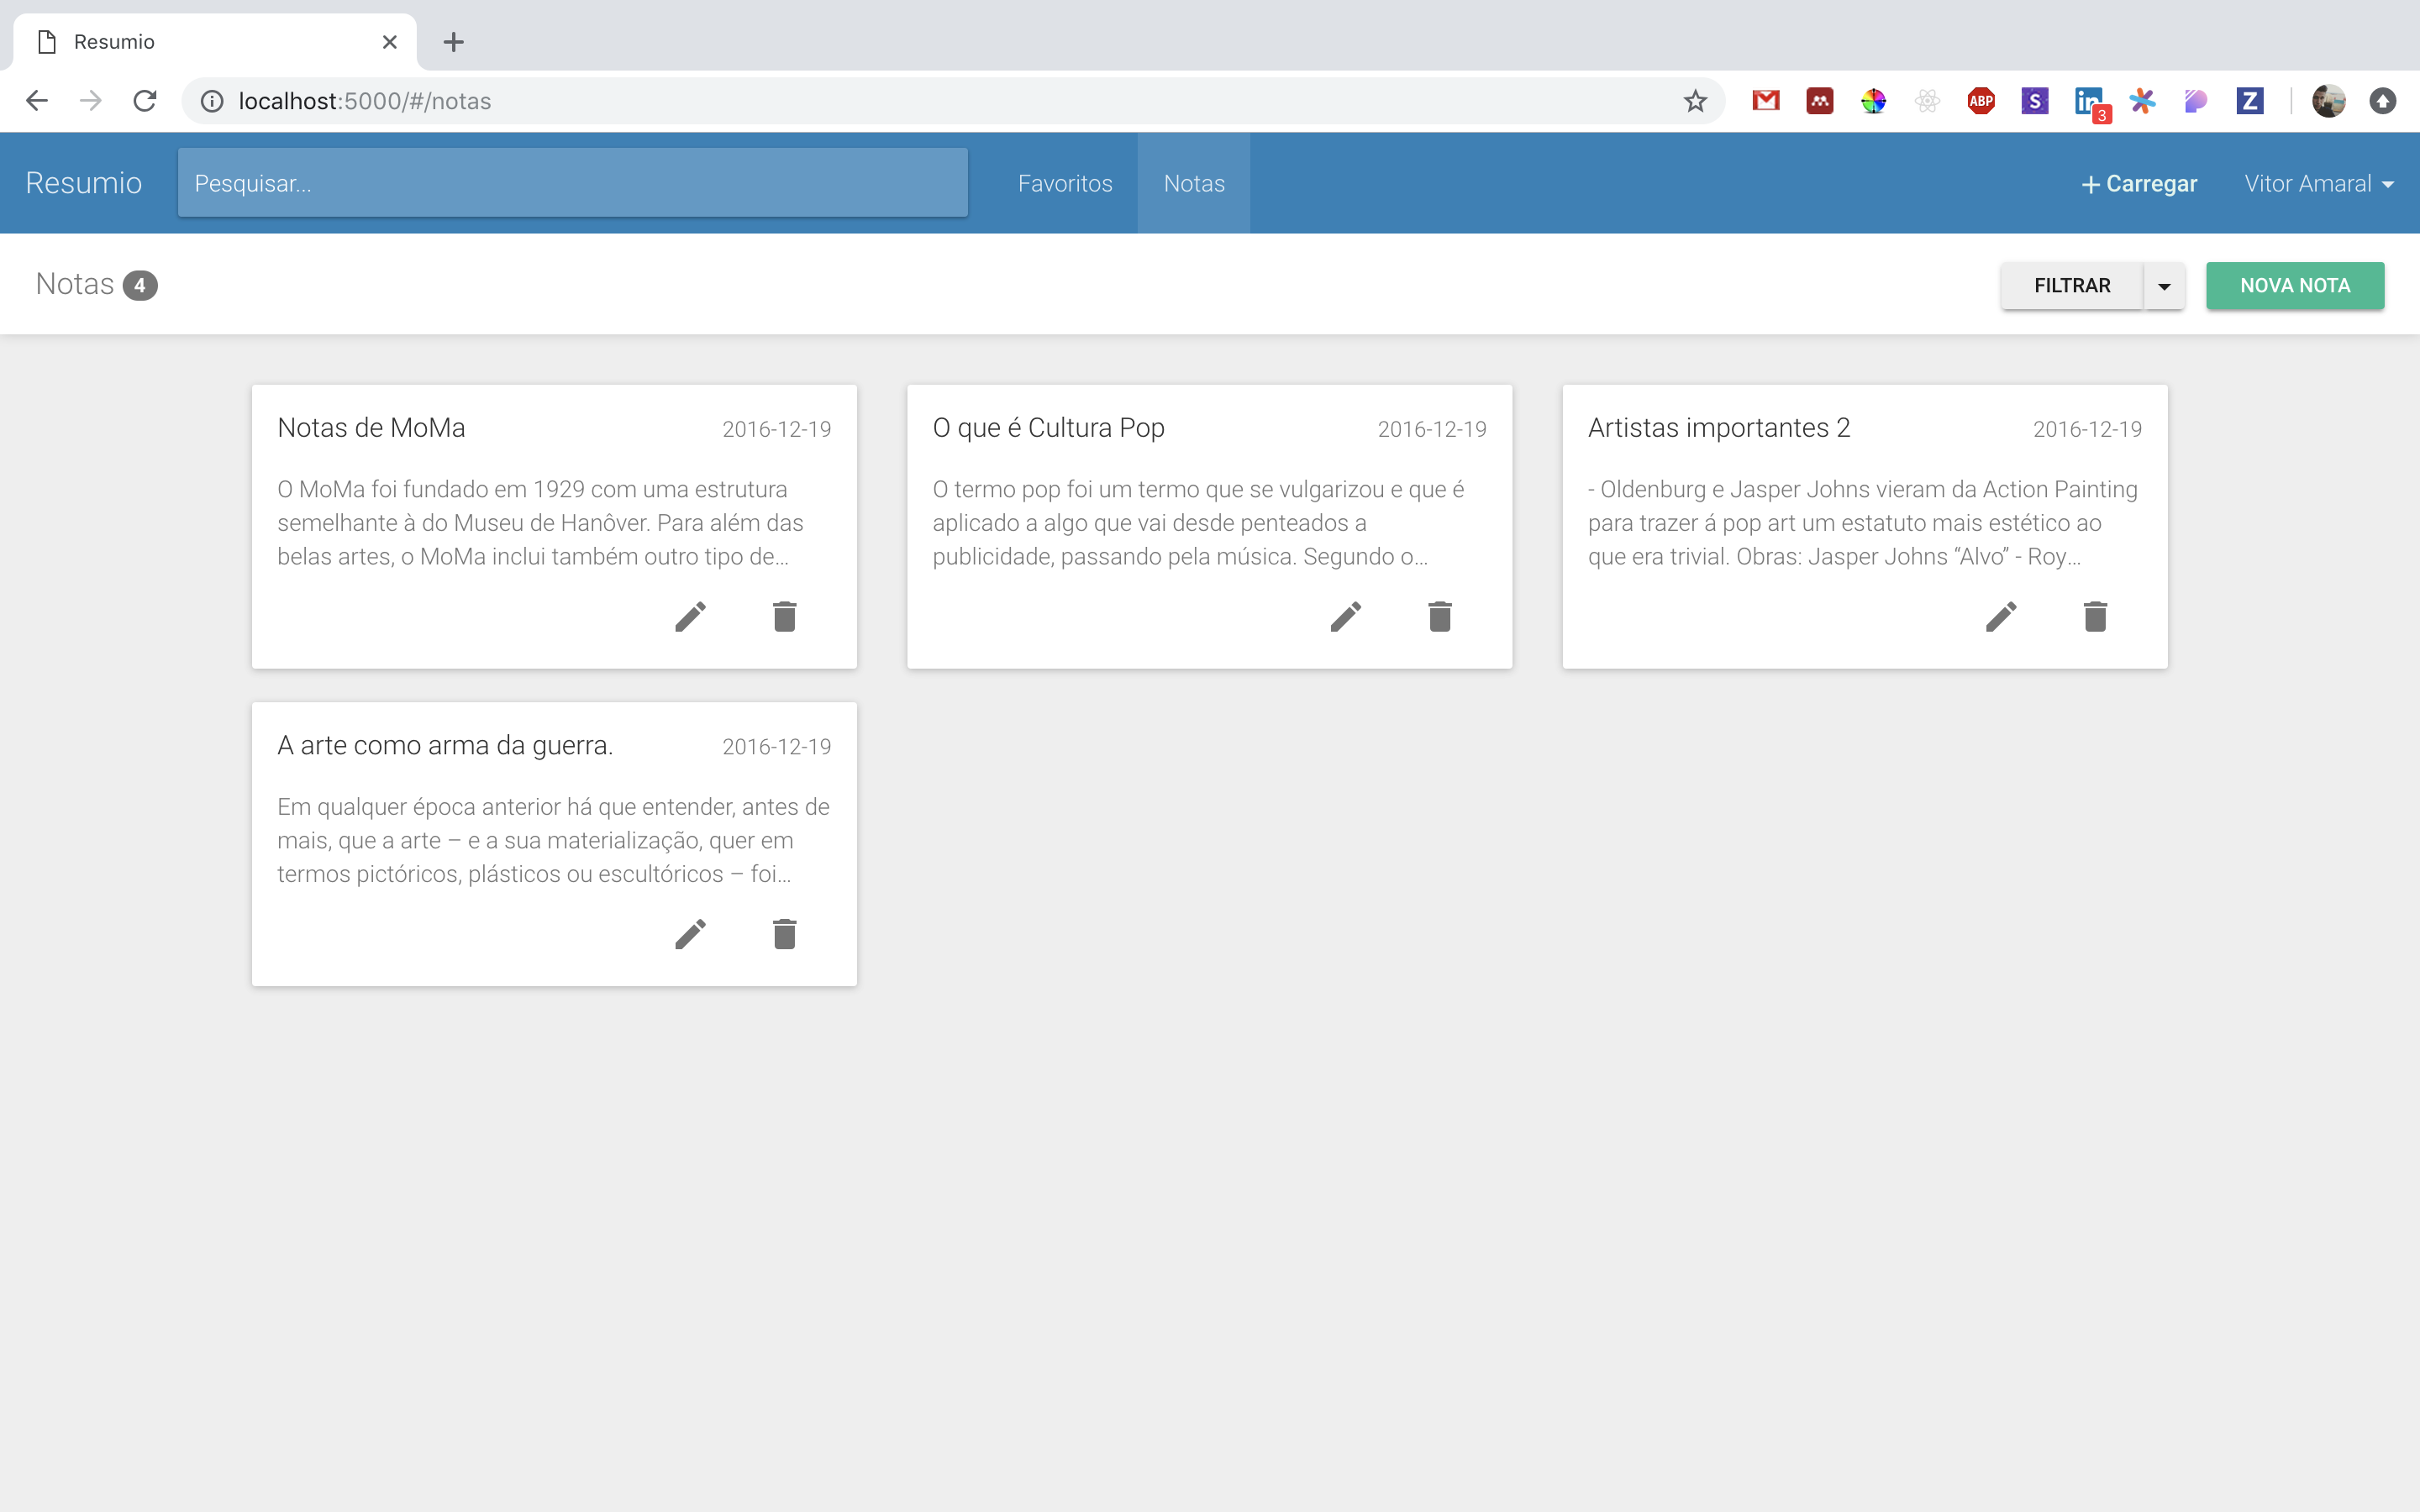 Resumio
localhost:5000/#/notas
ABP
S
in
3
Z
Resumio
Pesquisar...
Favoritos
Notas
+ Carregar
Vitor Amaral
Notas 4
FILTRAR
NOVA NOTA
Notas de MoMa
2016-12-19
O MoMa foi fundado em 1929 com uma estrutura
semelhante à do Museu de Hanôver. Para além das
belas artes, o MoMa inclui também outro tipo de...
O que é Cultura Pop
2016-12-19
O termo pop foi um termo que se vulgarizou e que é
aplicado a algo que vai desde penteados a
publicidade, passando pela música. Segundo o...
Artistas importantes 2
2016-12-19
- Oldenburg e Jasper Johns vieram da Action Painting
para trazer á pop art um estatuto mais estético ao
que era trivial. Obras: Jasper Johns “Alvo” - Roy...
A arte como arma da guerra.
2016-12-19
Em qualquer época anterior há que entender, antes de
mais, que a arte – e a sua materialização, quer em
termos pictóricos, plásticos ou escultóricos – foi...